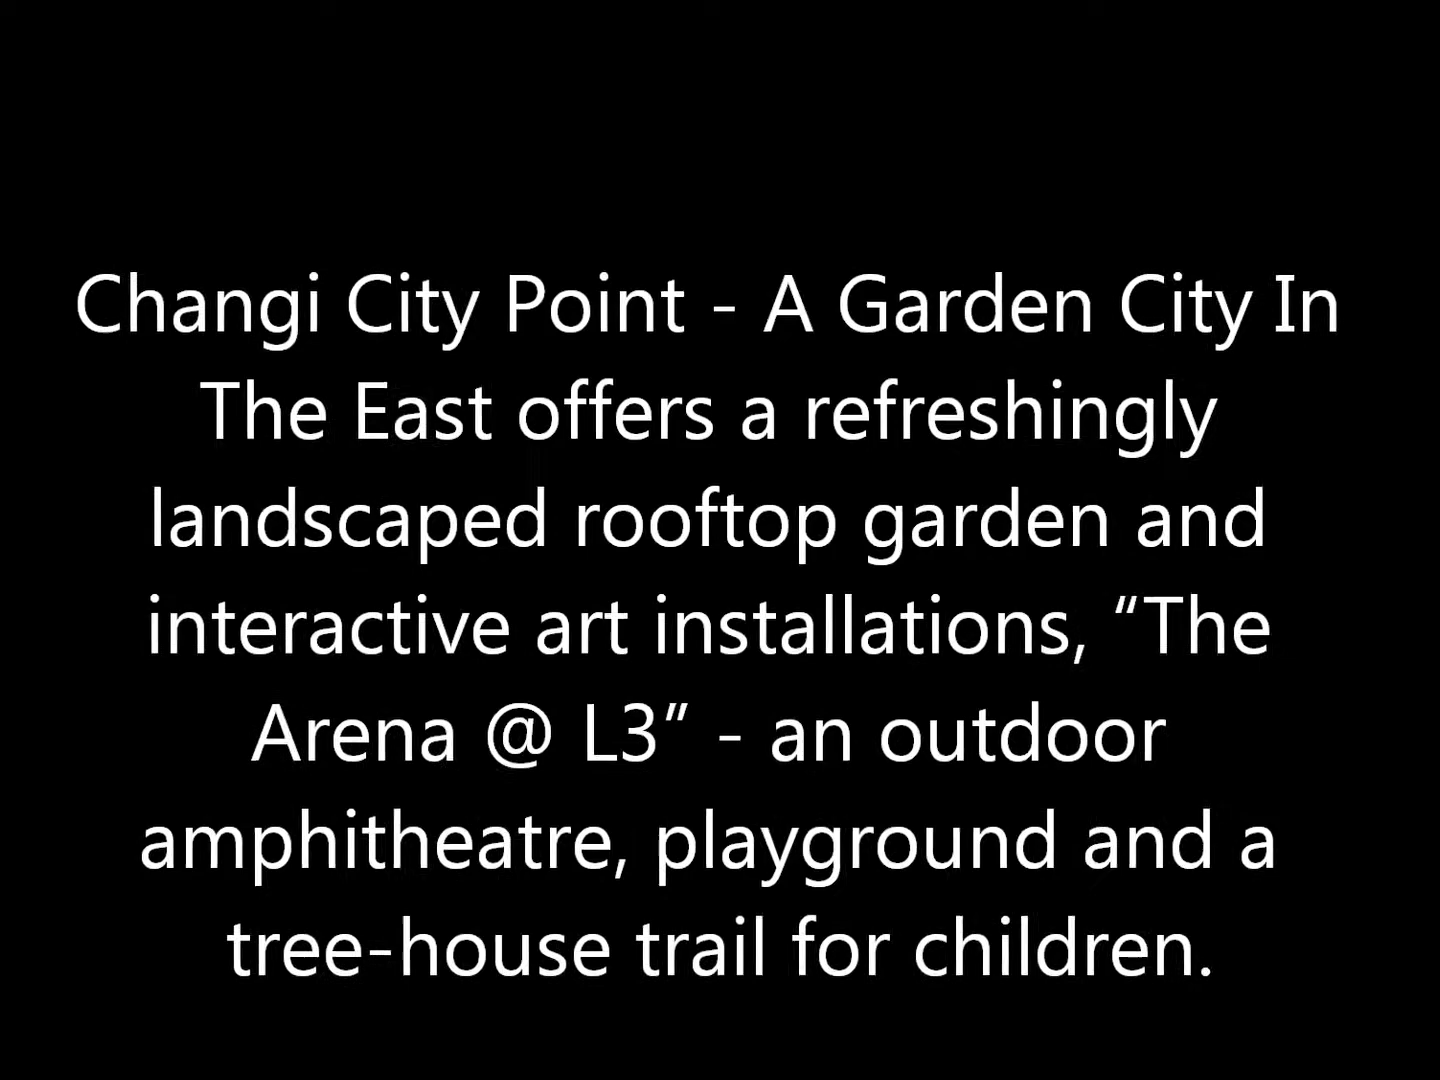 Changi City Point - A Garden City In
The East offers a refreshingly
landscaped rooftop garden and
interactive art installations, “The
Arena @ L3” - an outdoor
amphitheatre, playground and a
tree-house trail for children.